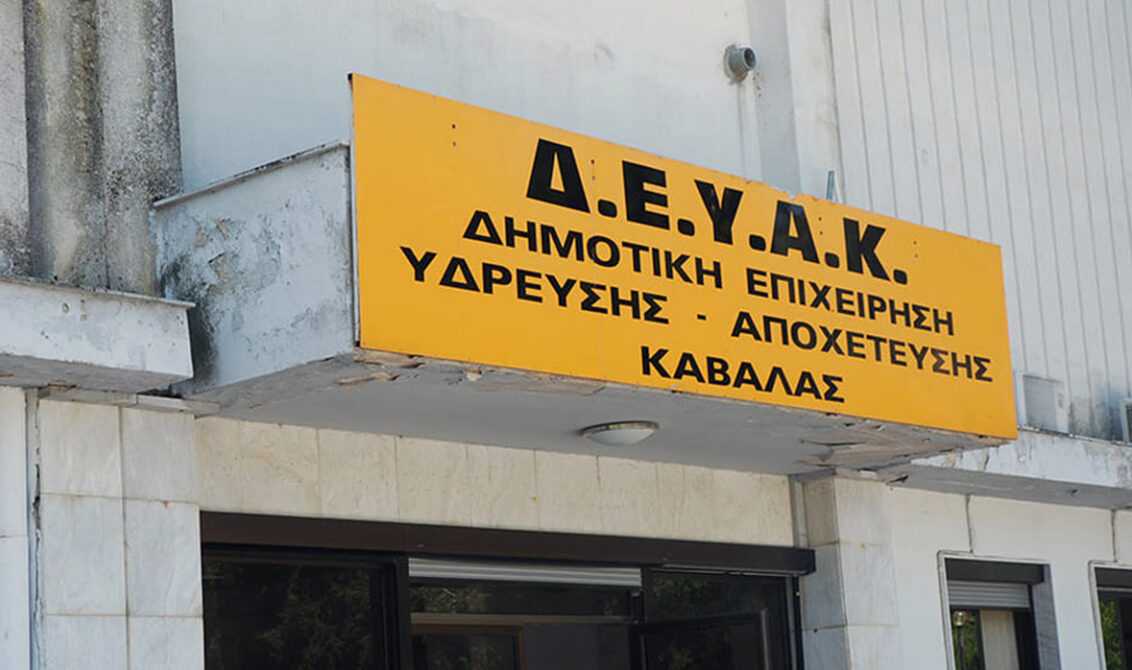 Δ.Ε.Υ.Α.Κ.
ΔΗΜΟΤΙΚΗ ΕΠΙΧΕΙΡΗΣΗ
ΥΔΡΕΥΣΗΣ - ΑΠΟΧΕΤΕΥΣΗΣ
ΚΑΒΑΛΑΣ